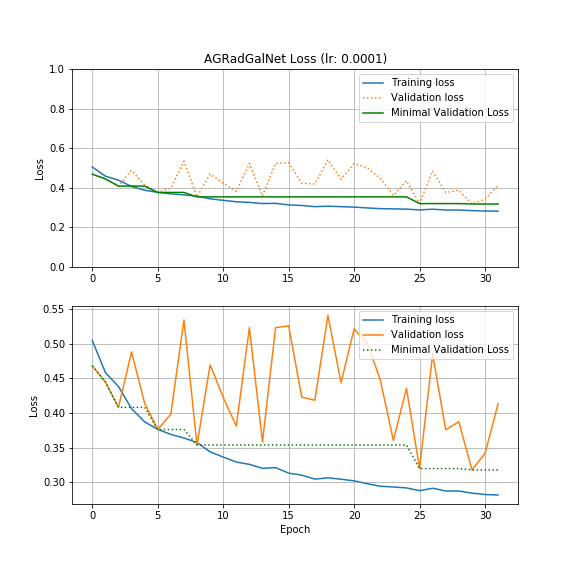 AGRadGalNet Loss (lr: 0.0001)
1.0
0.8
0.6
0.4
0.2
0.0
Loss
Training loss
Validation loss
Minimal Validation Loss
0 5 10 15 20 25 30
0.55
0.50
0.45
0.40
0.35
0.30
Loss
Training loss
Validation loss
Minimal Validation Loss
0 5 10 15 20 25 30
Epoch